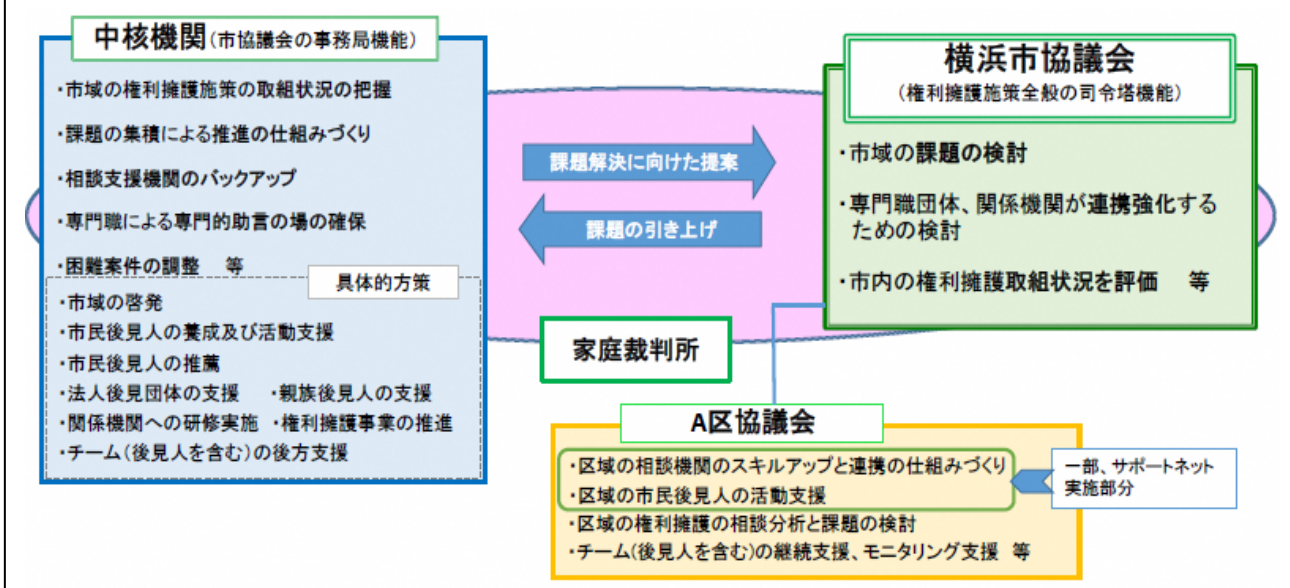 中核機関(市協議会の事務局機能)
・市域の権利擁護施策の取組状況の把握
・課題の集積による推進の仕組みづくり
・相談支援機関のバックアップ
・専門職による専門的助言の場の確保
・困難案件の調整 等
具体的方策
・市域の啓発
・市民後見人の養成及び活動支援
・市民後見人の推薦
・法人後見団体の支援 ・親族後見人の支援
・関係機関への研修実施 ・権利擁護事業の推進
・チーム(後見人を含む)の後方支援
課題解決に向けた提案
課題の引き上げ
横浜市協議会
(権利擁護施策全般の司令塔機能)
・市域の課題の検討
・専門職団体、関係機関が連携強化する
ための検討
・市内の権利擁護取組状況を評価 等
家庭裁判所
A区協議会
・区域の相談機関のスキルアップと連携の仕組みづくり
・区域の市民後見人の活動支援
・区域の権利擁護の相談分析と課題の検討
・チーム(後見人を含む)の継続支援、モニタリング支援 等
一部、サポートネット
実施部分